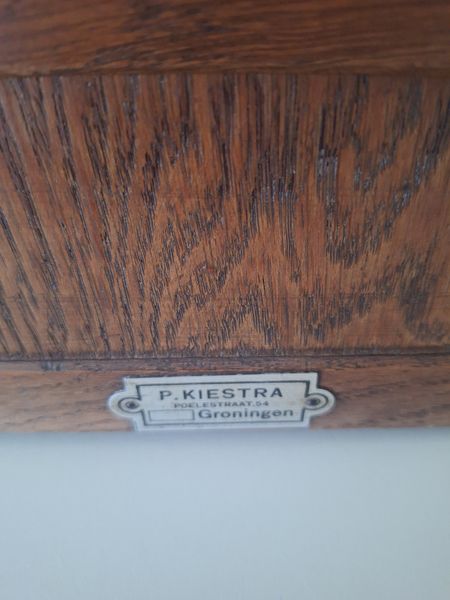 P. KIESTRA
POELESTRAAT. 54
Groningen